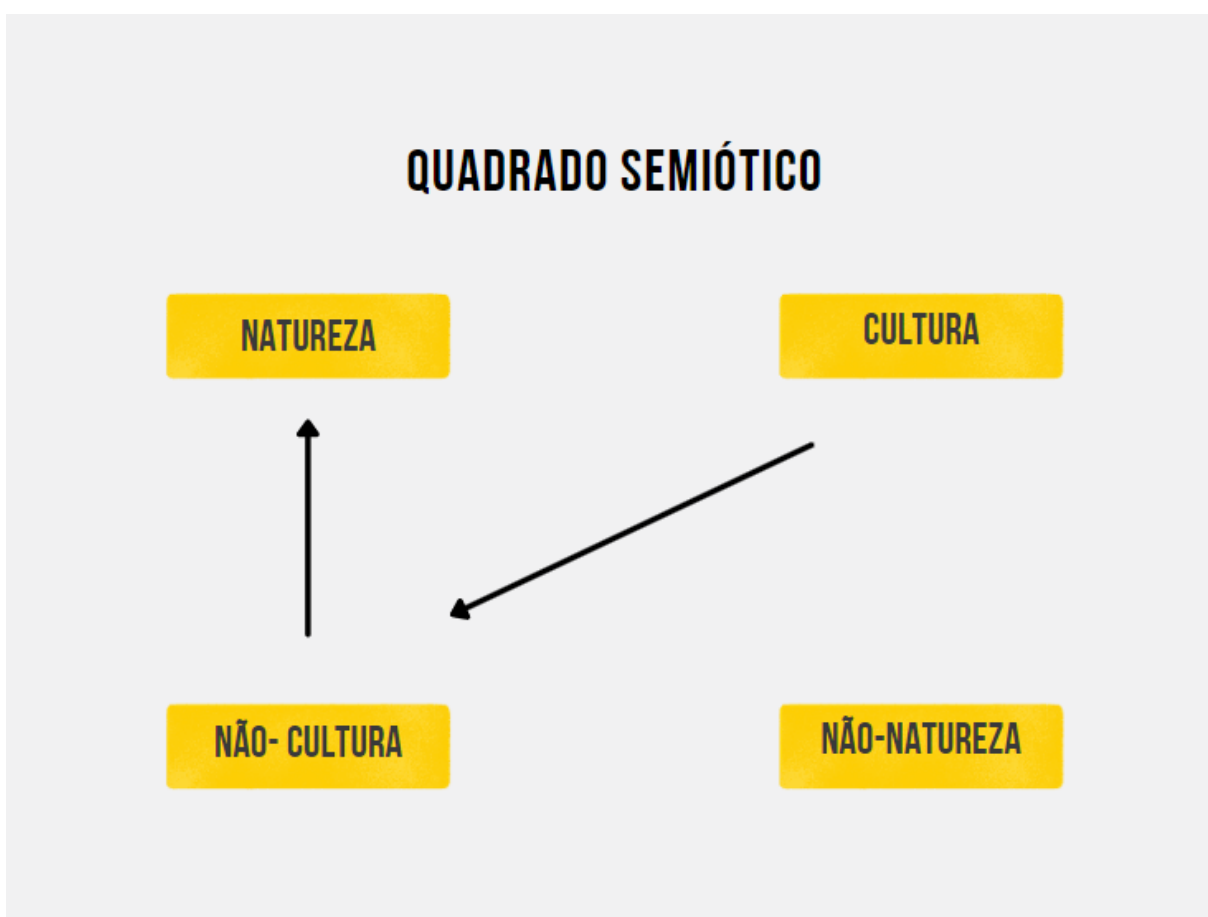 QUADRADO SEMIÓTICO
NATUREZA
CULTURA
NÃO- CULTURA
NÃO-NATUREZA